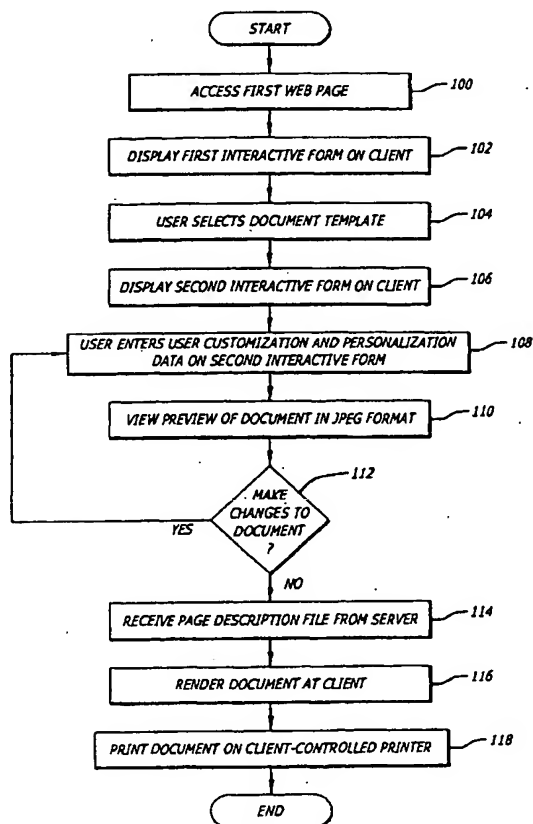 START
ACCESS FIRST WEB PAGE
100
DISPLAY FIRST INTERACTIVE FORM ON CLIENT
102
USER SELECTS DOCUMENT TEMPLATE
104
DISPLAY SECOND INTERACTIVE FORM ON CLIENT
106
USER ENTERS USER CUSTOMIZATION AND PERSONALIZATION
DATA ON SECOND INTERACTIVE FORM
108
VIEW PREVIEW OF DOCUMENT IN JPEG FORMAT
110
112
MAKE
CHANGES TO
DOCUMENT
?
YES
NO
RECEIVE PAGE DESCRIPTION FILE FROM SERVER
114
RENDER DOCUMENT AT CLIENT
116
PRINT DOCUMENT ON CLIENT-CONTROLLED PRINTER
118
END